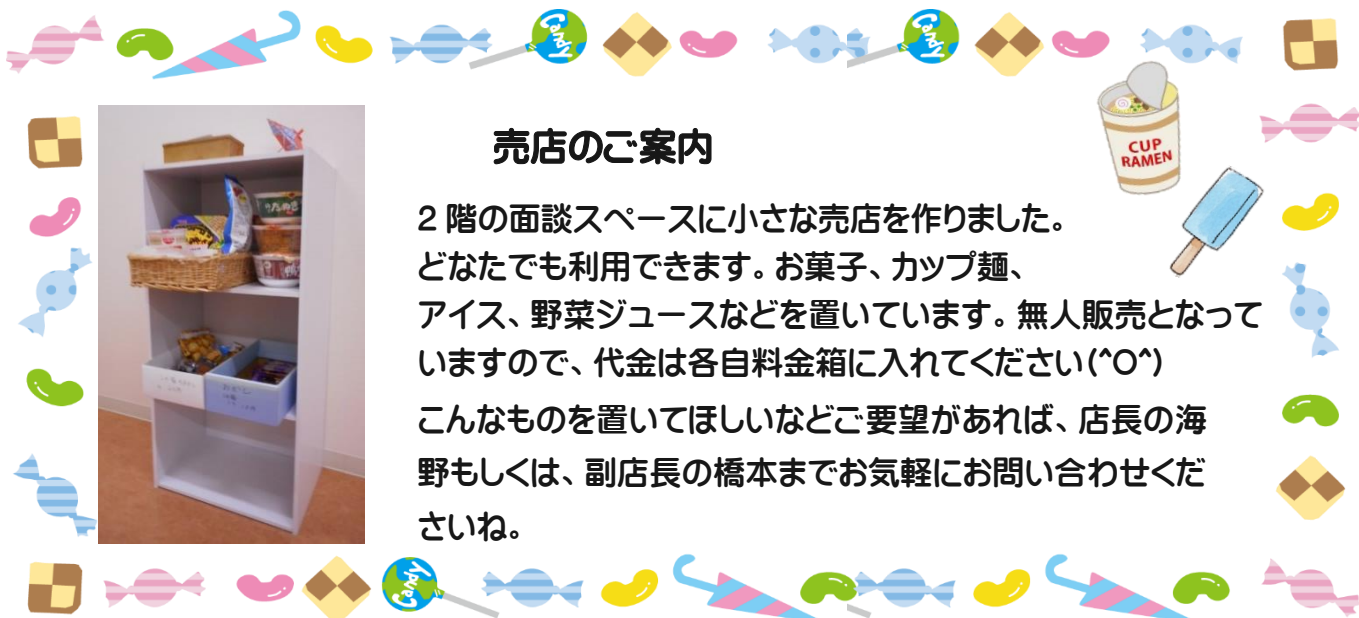 売店のご案内
2階の面談スペースに小さな売店を作りました。
どなたでも利用できます。お菓子、カップ麺、
アイス、野菜ジュースなどを置いています。無人販売となって
いますので、代金は各自料金箱に入れてください(^O^)
こんなものを置いてほしいなどご要望があれば、店長の海
野もしくは、副店長の橋本までお気軽にお問い合わせくだ
さいね。
CUP
RAMEN
Candy
Candy
Candy